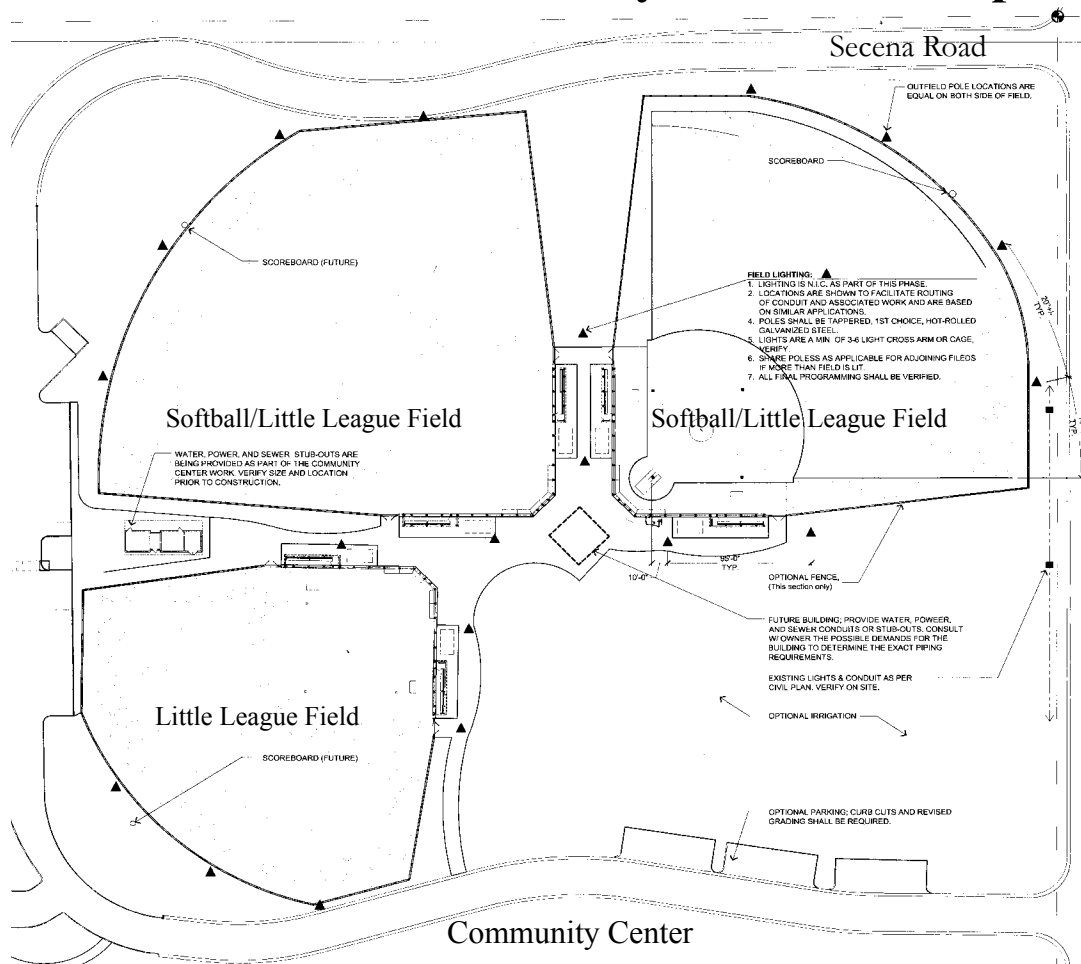 Secena Road
OUTFIELD POLE LOCATIONS ARE
EQUAL ON BOTH SIDE OF FIELD.
SCOREBOARD
SCOREBOARD (FUTURE)
FIELD LIGHTING:
1. LIGHTING IS N.I.C. AS PART OF THIS PHASE.
2. LOCATIONS ARE SHOWN TO FACILITATE ROUTING
OF CONDUIT AND ASSOCIATED WORK AND ARE BASED
ON SIMILAR APPLICATIONS.
4. POLES SHALL BE TAPPERED, 1ST CHOICE, HOT-ROLLED
GALVANIZED STEEL.
5. LIGHTS ARE A MIN OF 3-6 LIGHT CROSS ARM OR CAGE,
VERIFY.
6. SHARE POLESS AS APPLICABLE FOR ADJOINING FILEDS
IF MORE THAN FIELD IS LIT.
7. ALL FINAL PROGRAMMING SHALL BE VERIFIED.
TYP.
Softball/Little League Field
Softball/Little League Field
TYP.
WATER, POWER, AND SEWER STUB-OUTS ARE
BEING PROVIDED AS PART OF THE COMMUNITY
CENTER WORK. VERIFY SIZE AND LOCATION
PRIOR TO CONSTRUCTION.
95'-0"
TYP.
10'-0"
OPTIONAL FENCE,
(This section only)
FUTURE BUILDING; PROVIDE WATER, POWEER,
AND SEWER CONDUITS OR STUB-OUTS. CONSULT
W/ OWNER THE POSSIBLE DEMANDS FOR THE
BUILDING TO DETERMINE THE EXACT PIPING
REQUIREMENTS.
EXISTING LIGHTS & CONDUIT AS PER
CIVIL PLAN. VERIFY ON SITE.
Little League Field
OPTIONAL IRRIGATION
SCOREBOARD (FUTURE)
OPTIONAL PARKING; CURB CUTS AND REVISED
GRADING SHALL BE REQUIRED.
Community Center